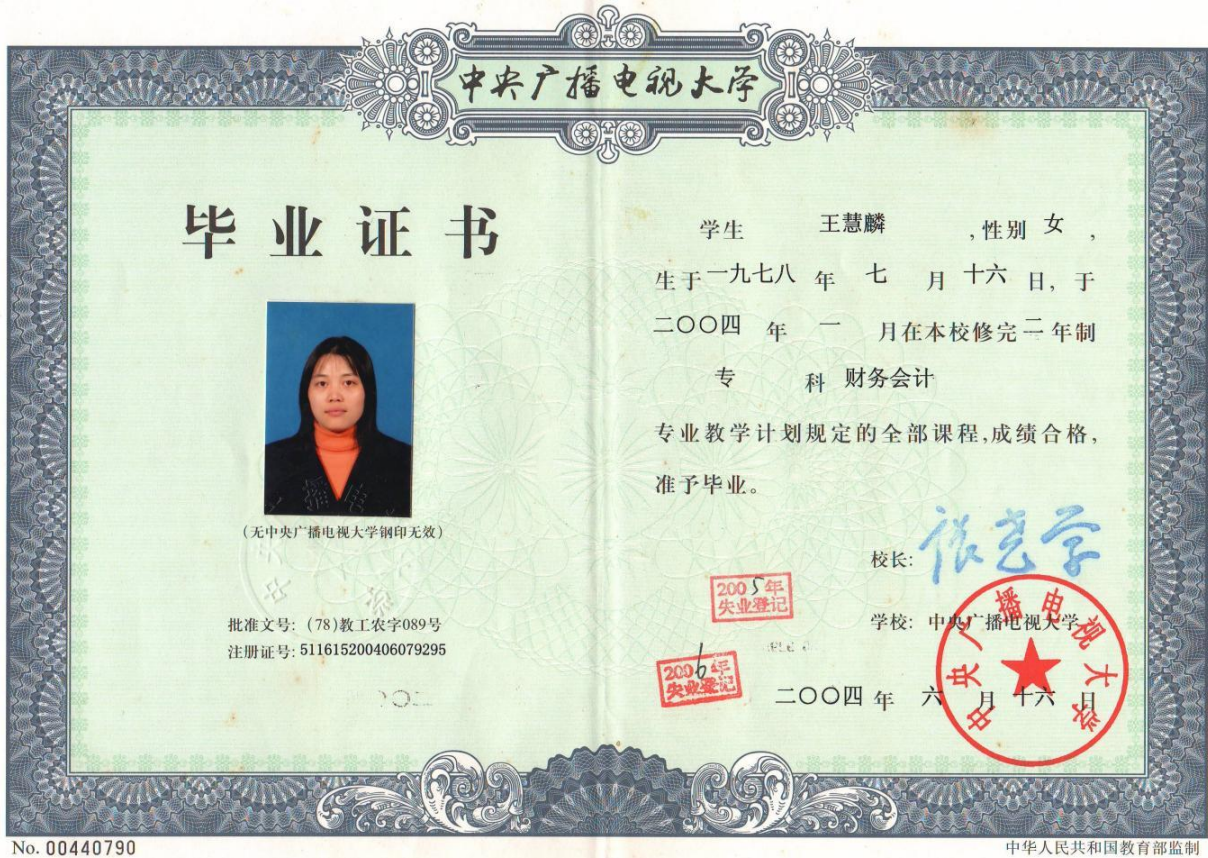 中央广播电视大学
毕业证书
(无中央广播电视大学钢印无效)
批准文号: (78)教工农字089号
注册证号: 511615200406079295
学生 王慧麟 ,性别 女 ,
生于一九七八 年 七 月 十六 日, 于
二〇〇四 年 一 月在本校修完二年制
专 科 财务会计
专业教学计划规定的全部课程,成绩合格,
准予毕业。
校长: 张尧学
2005年
失业登记
学校: 中央广播电视大学
2006年
失业登记
二〇〇四 年 六 月 十六 日
中央广播电视大学
No. 00440790
中华人民共和国教育部监制